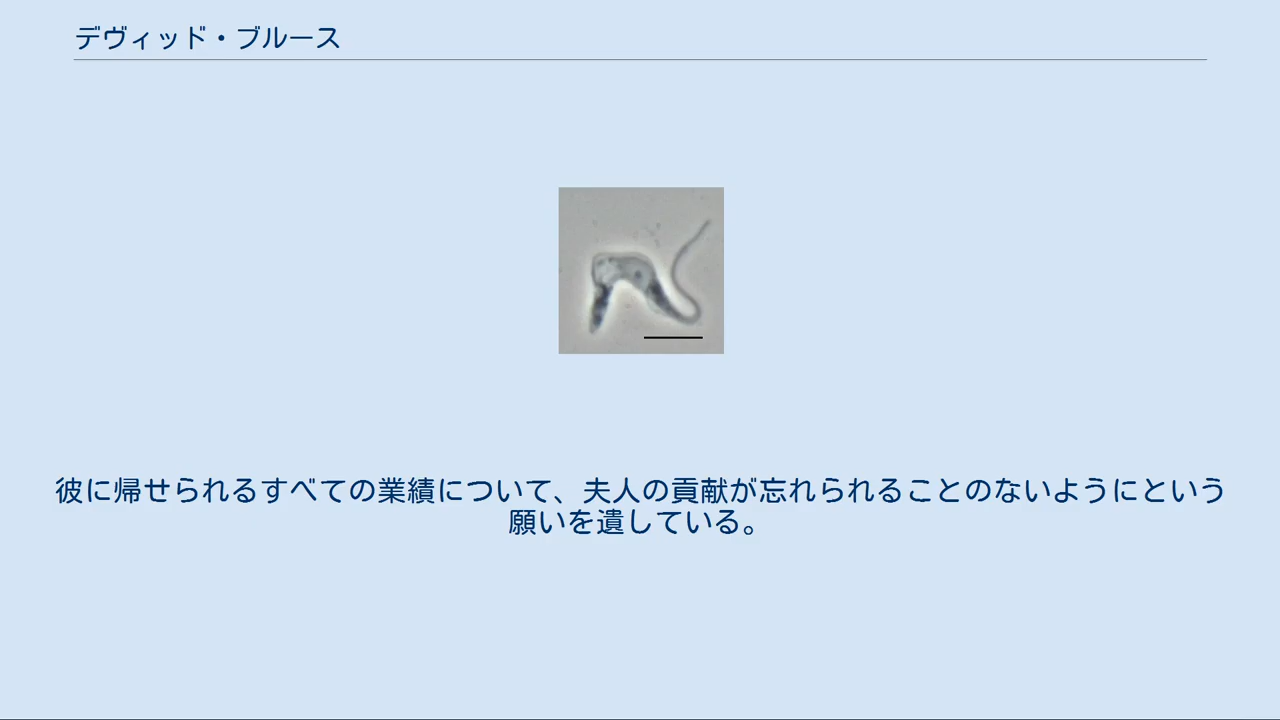 デヴィッド・ブルース
彼に帰せられるすべての業績について、夫人の貢献が忘れられることのないようにという
願いを遺している。